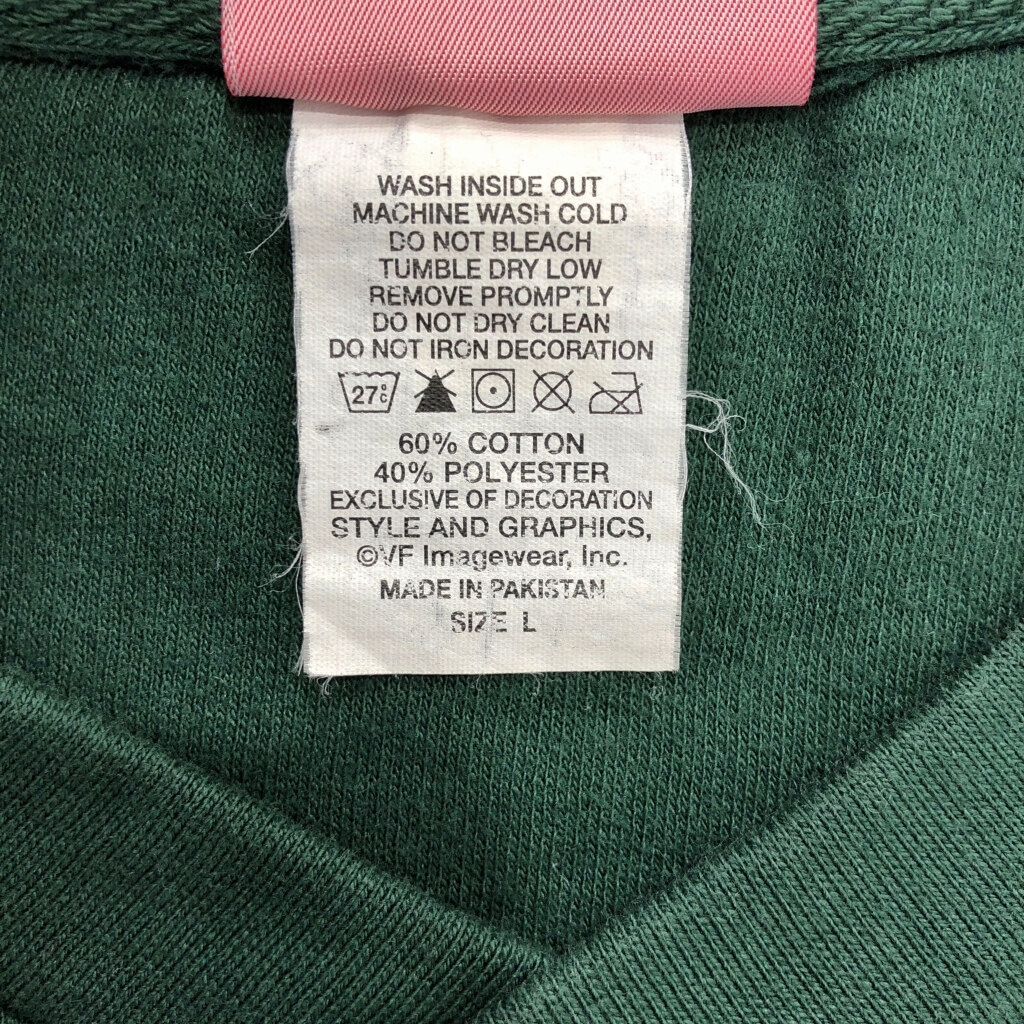 WASH INSIDE OUT
MACHINE WASH COLD
DO NOT BLEACH
TUMBLE DRY LOW
REMOVE PROMPTLY
DO NOT DRY CLEAN
DO NOT IRON DECORATION
27°C
60% COTTON
40% POLYESTER
EXCLUSIVE OF DECORATION
STYLE AND GRAPHICS,
©VF Imagewear, Inc.
MADE IN PAKISTAN
SIZE L